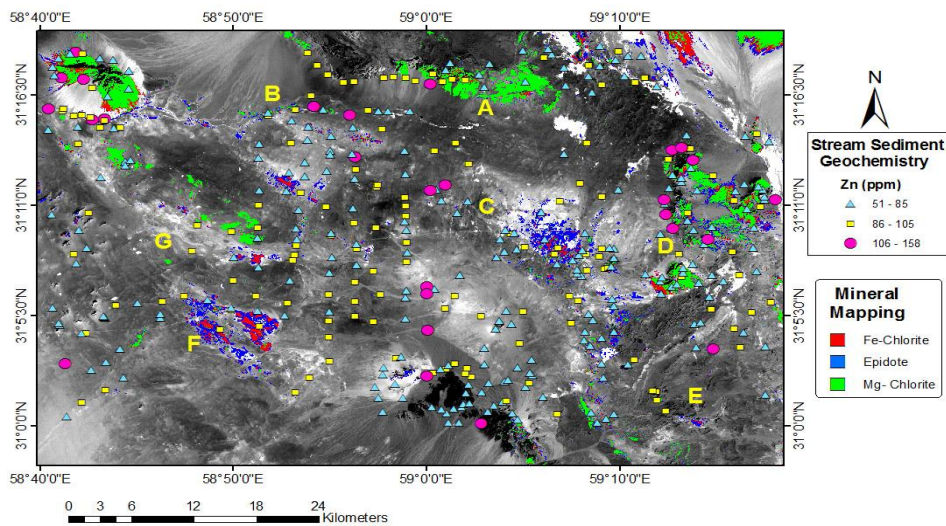 58°40'0"E 58°50'0"E 59°0'0"E 59°10'0"E
31°16'30"N 31°16'30"N
31°11'0"N 31°11'0"N
31°5'30"N 31°5'30"N
31°0'0"N 31°0'0"N
A
B
C
D
E
F
G
58°40'0"E 58°50'0"E 59°0'0"E 59°10'0"E
0 3 6 12 18 24
Kilometers
N
Stream Sediment
Geochemistry
Zn (ppm)
51 - 85
86 - 105
106 - 158
Mineral
Mapping
Fe-Chlorite
Epidote
Mg- Chlorite